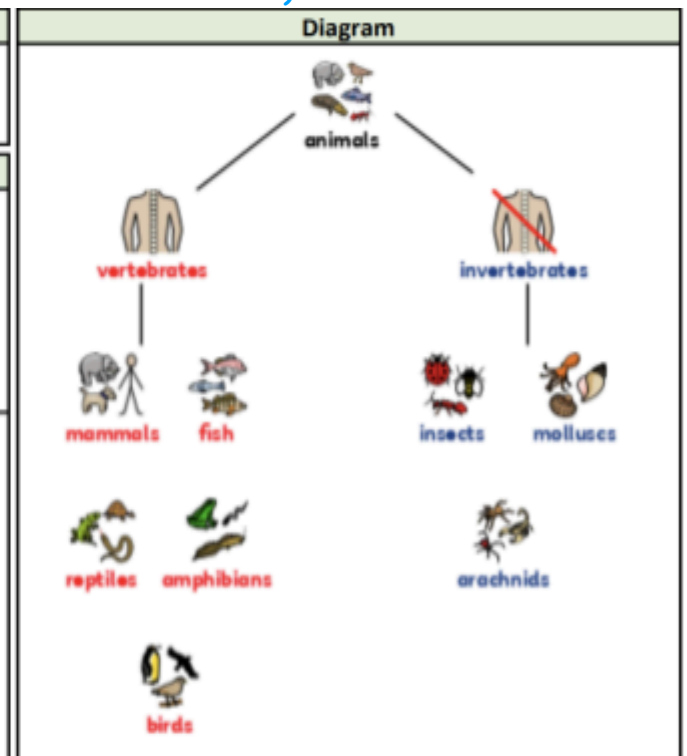 Diagram
animals
vertebrates
invertebrates
mammals
fish
insects
molluscs
reptiles
amphibians
arachnids
birds